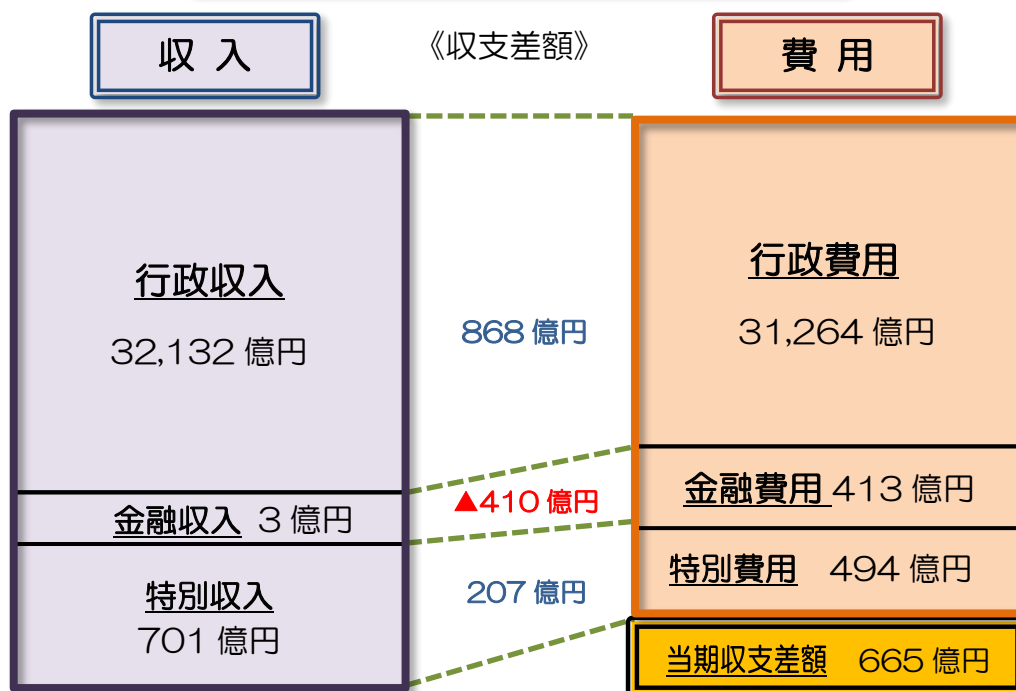 収 入
《収支差額》
費 用
行政収入
32,132 億円
868 億円
行政費用
31,264 億円
▲410 億円
金融収入 3 億円
金融費用 413 億円
特別収入
701 億円
207 億円
特別費用 494 億円
当期収支差額 665 億円